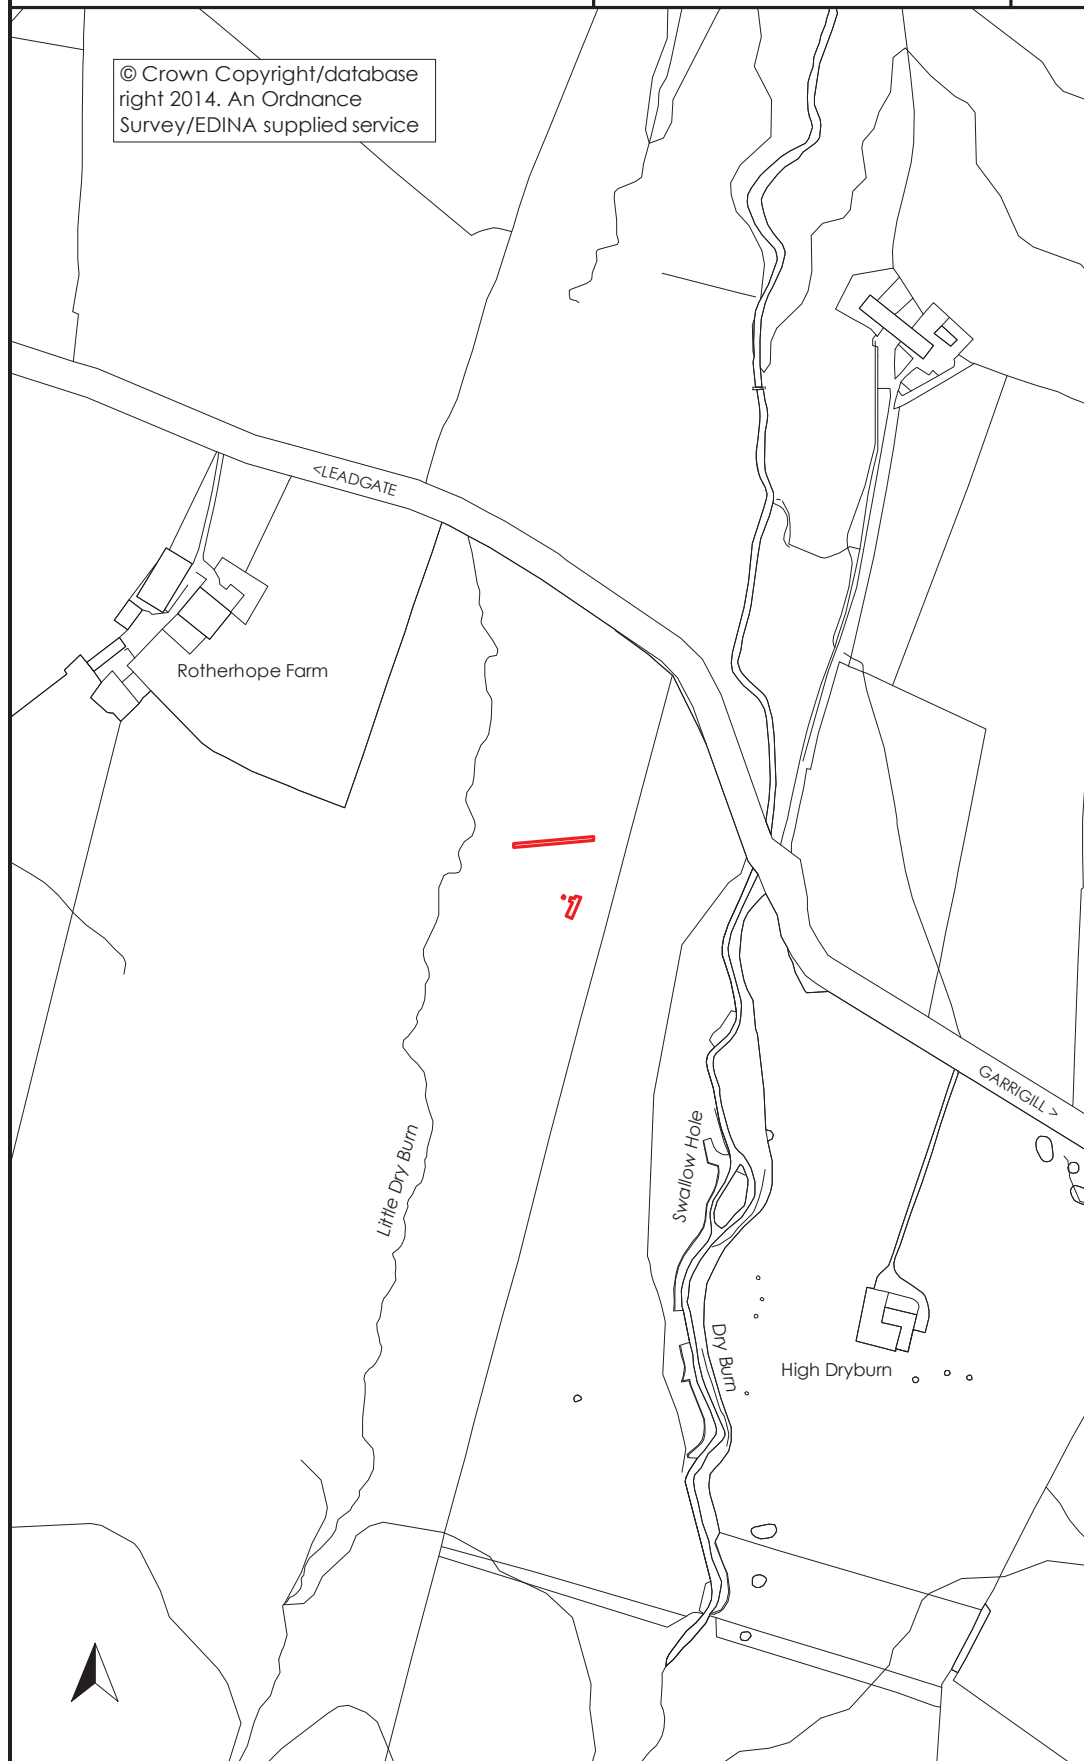 © Crown Copyright/database
right 2014. An Ordnance
Survey/EDINA supplied service
<LEADGATE
Rotherhope Farm
GARRIGILL >
Little Dry Burn
Swallow Hole
Dry Burn
High Dryburn